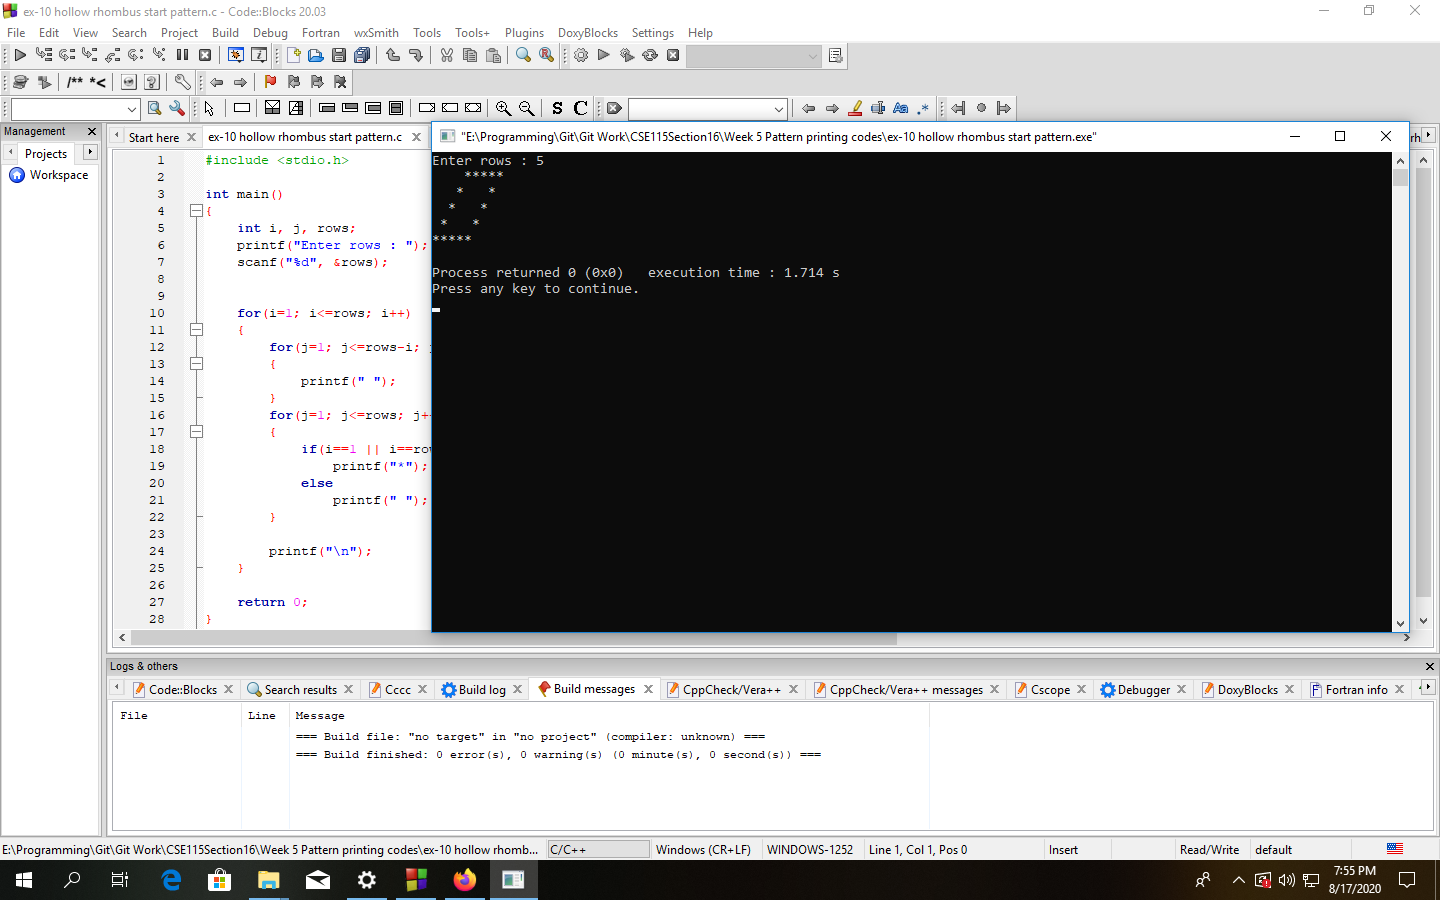 ex-10 hollow rhombus start pattern.c - Code::Blocks 20.03
File Edit View Search Project Build Debug Fortran wxSmith Tools Tools+ Plugins DoxyBlocks Settings Help
/** *<
S C
Aa .*
Management
Projects
Workspace
Start here
ex-10 hollow rhombus start pattern.c
1 #include <stdio.h>
2
3 int main()
4 {
5 int i, j, rows;
6 printf("Enter rows : ");
7 scanf("%d", &rows);
8
9
10 for(i=1; i<=rows; i++)
11 {
12 for(j=1; j<=rows-i; j
13 {
14 printf(" ");
15 }
16 for(j=1; j<=rows; j+
17 {
18 if(i==1 || i==row
19 printf("*");
20 else
21 printf(" ");
22 }
23
24 printf("\n");
25 }
26
27 return 0;
28 }
"E:\Programming\Git\Git Work\CSE115Section16\Week 5 Pattern printing codes\ex-10 hollow rhombus start pattern.exe"
Enter rows : 5
    *****
   *   *
  *   *
 *   *
*****
Process returned 0 (0x0)   execution time : 1.714 s
Press any key to continue.
Logs & others
Code::Blocks
Search results
Cccc
Build log
Build messages
CppCheck/Vera++
CppCheck/Vera++ messages
Cscope
Debugger
DoxyBlocks
Fortran info
File Line Message
=== Build file: "no target" in "no project" (compiler: unknown) ===
=== Build finished: 0 error(s), 0 warning(s) (0 minute(s), 0 second(s)) ===
E:\Programming\Git\Git Work\CSE115Section16\Week 5 Pattern printing codes\ex-10 hollow rhomb... C/C++ Windows (CR+LF) WINDOWS-1252 Line 1, Col 1, Pos 0 Insert Read/Write default
7:55 PM
8/17/2020